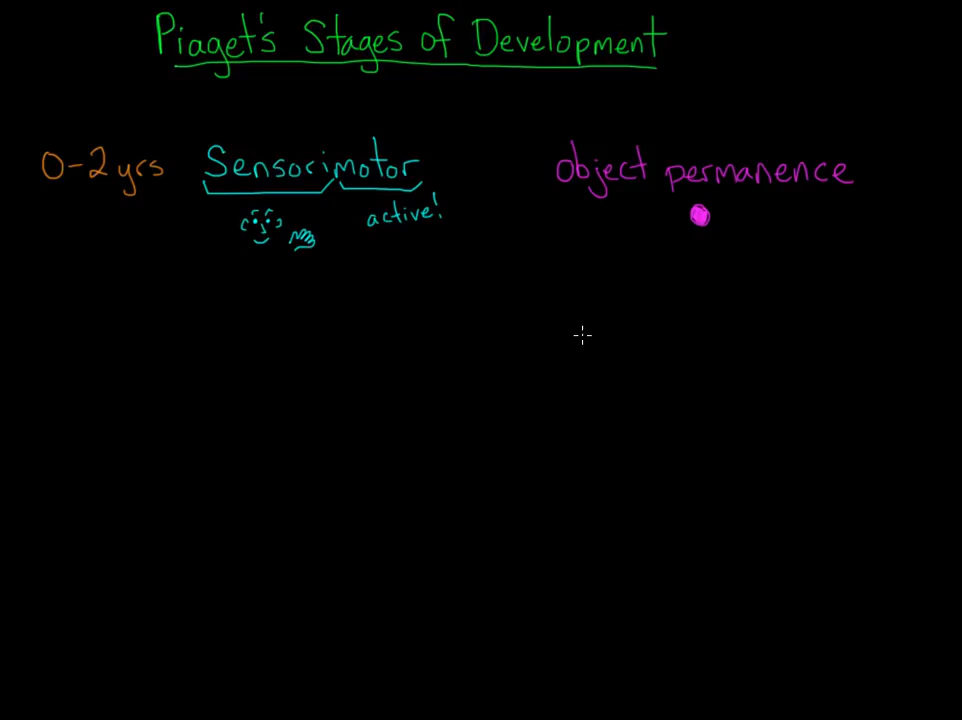 Piaget's Stages of Development
0-2 yrs Sensorimotor object permanence
active!